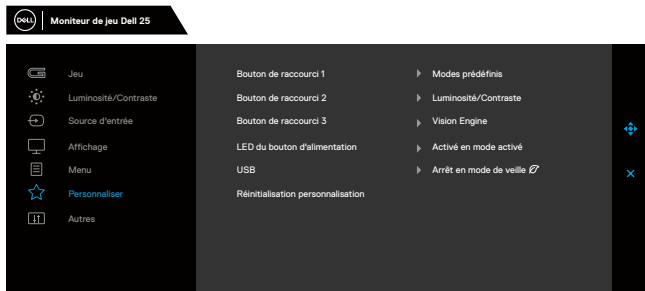 DELL Moniteur de jeu Dell 25
Jeu
Luminosité/Contraste
Source d'entrée
Affichage
Menu
Personnaliser
Autres
Bouton de raccourci 1 Modes prédéfinis
Bouton de raccourci 2 Luminosité/Contraste
Bouton de raccourci 3 Vision Engine
LED du bouton d'alimentation Activé en mode activé
USB Arrêt en mode de veille
Réinitialisation personnalisation